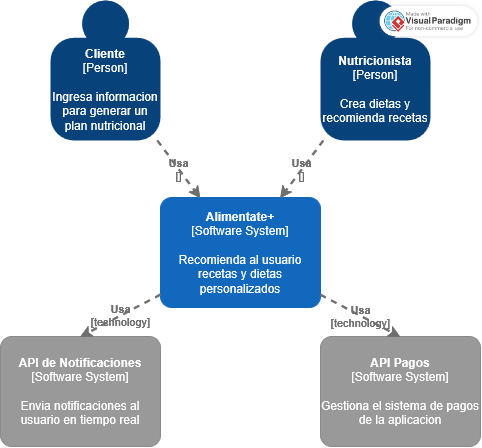 Made with
Visual Paradigm
For non-commercial use
Cliente
[Person]
Ingresa informacion
para generar un
plan nutricional
Nutricionista
[Person]
Crea dietas y
recomienda recetas
Usa
[]
Usa
[]
Alimentate+
[Software System]
Recomienda al usuario
recetas y dietas
personalizados
Usa
[technology]
Usa
[technology]
API de Notificaciones
[Software System]
Envia notificaciones al
usuario en tiempo real
API Pagos
[Software System]
Gestiona el sistema de pagos
de la aplicacion